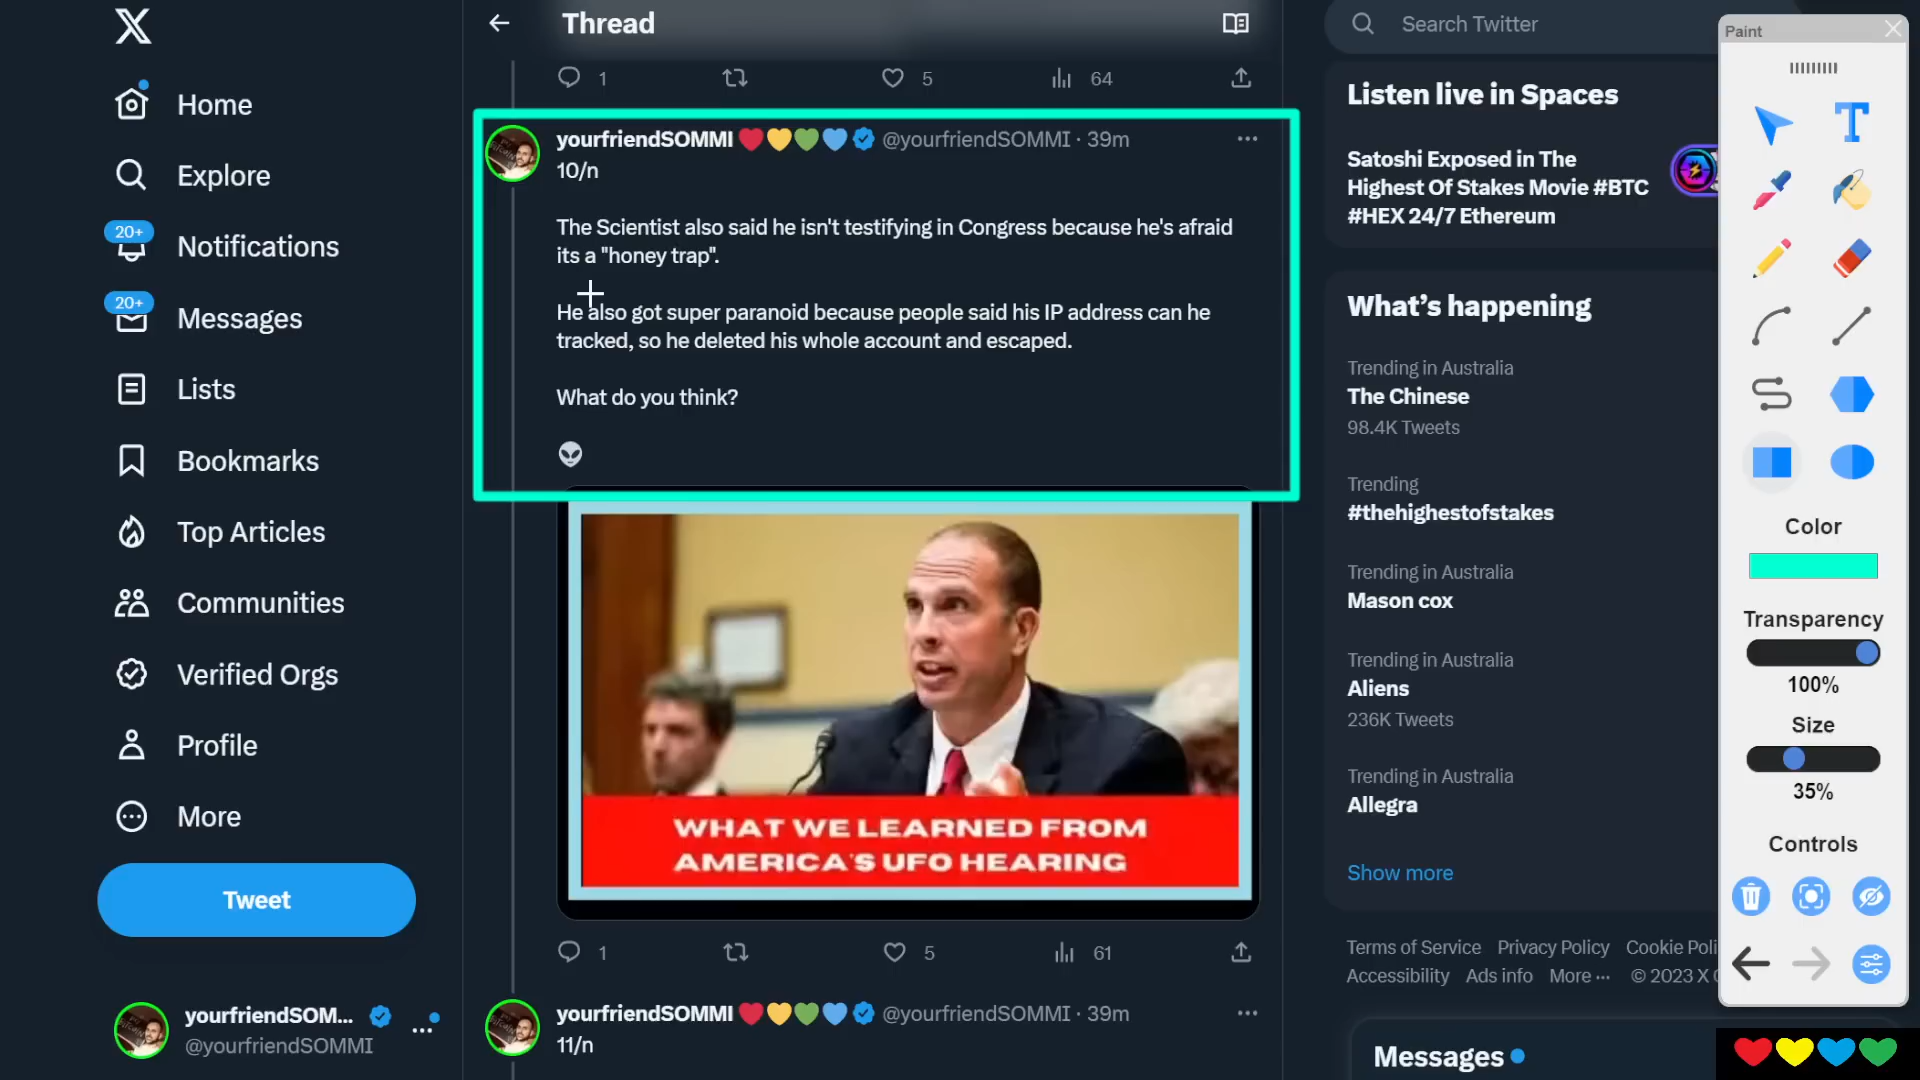 Home
Explore
20+
Notifications
20+
Messages
Lists
Bookmarks
Top Articles
Communities
Verified Orgs
Profile
More
Tweet
yourfriendSOM...
@yourfriendSOMMI
Thread
1
5
64
yourfriendSOMMI @yourfriendSOMMI · 39m
10/n
The Scientist also said he isn't testifying in Congress because he's afraid
its a "honey trap".
He also got super paranoid because people said his IP address can he
tracked, so he deleted his whole account and escaped.
What do you think?
WHAT WE LEARNED FROM
AMERICA'S UFO HEARING
1
5
61
yourfriendSOMMI @yourfriendSOMMI · 39m
11/n
Search Twitter
Listen live in Spaces
Satoshi Exposed in The
Highest Of Stakes Movie #BTC
#HEX 24/7 Ethereum
What's happening
Trending in Australia
The Chinese
98.4K Tweets
Trending
#thehighestofstakes
Trending in Australia
Mason cox
Trending in Australia
Aliens
236K Tweets
Trending in Australia
Allegra
Show more
Terms of Service Privacy Policy Cookie Poli
Accessibility Ads info More ··· © 2023 X C
Messages
Paint
T
Color
Transparency
100%
Size
35%
Controls